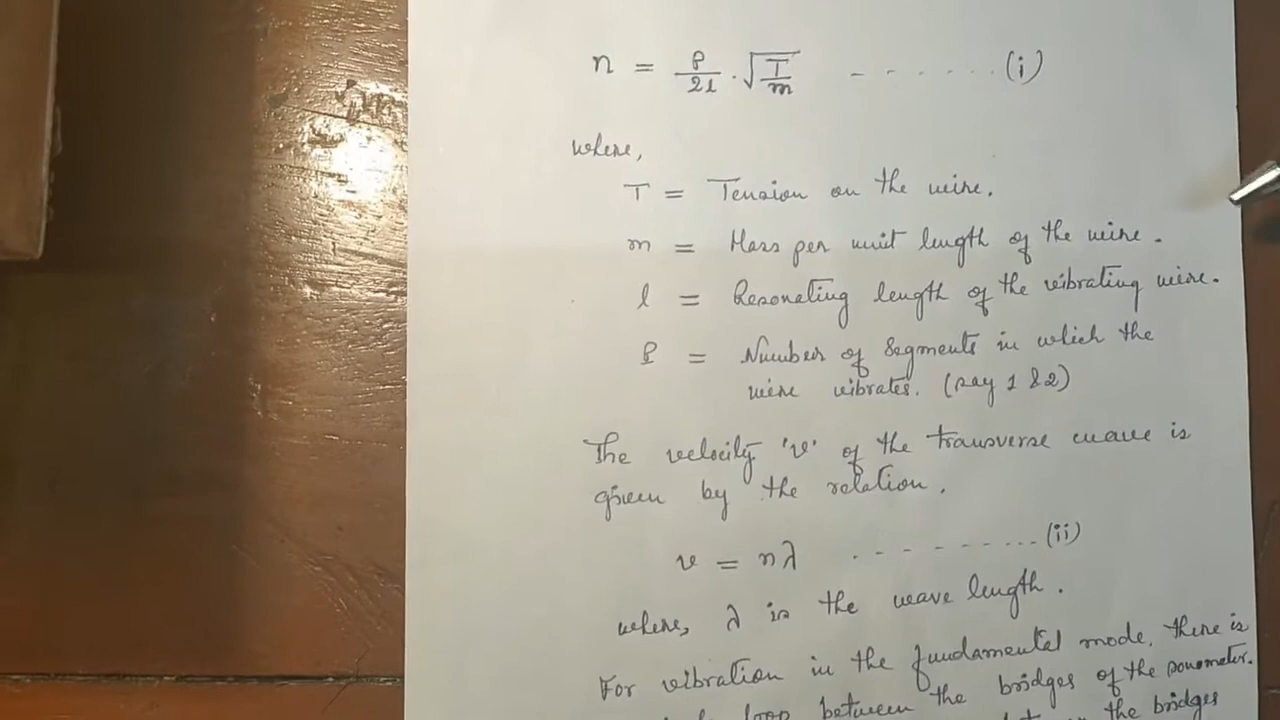 n = P/2l . √T/m - - - - - - - (i)
where,
T = Tension on the wire.
m = Mass per unit length of the wire.
l = Resonating length of the vibrating wire.
P = Number of segments in which the
wire vibrates. (say 1 & 2)
The velocity 'v' of the transverse wave is
given by the relation.
v = nλ - - - - - - - - - (ii)
where, λ is the wave length.
For vibration in the fundamental mode, there is
loop between the bridges of the sonometer.
the bridges